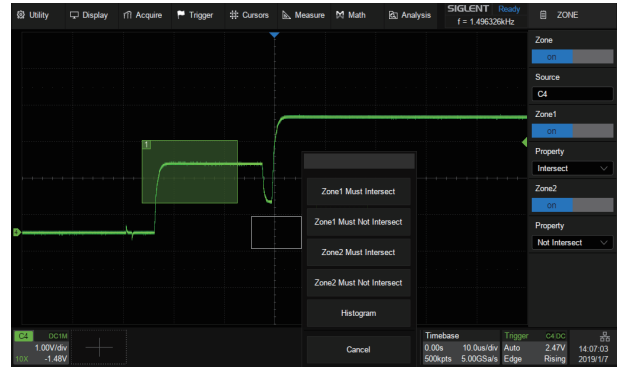 Utility Display Acquire Trigger Cursors Measure Math Analysis
SIGLENT Ready
f = 1.496326kHz
ZONE
Zone
on
Source
C4
Zone1
on
Property
Intersect
Zone2
on
Property
Not Intersect
1
Zone1 Must Intersect
Zone1 Must Not Intersect
Zone2 Must Intersect
Zone2 Must Not Intersect
Histogram
Cancel
C4 DC1M
1.00V/div
10X -1.48V
Timebase
0.00s 10.0us/div
500kpts 5.00GSa/s
Trigger C4 DC
Auto 2.47V
Edge Rising
14:07:03
2019/1/7